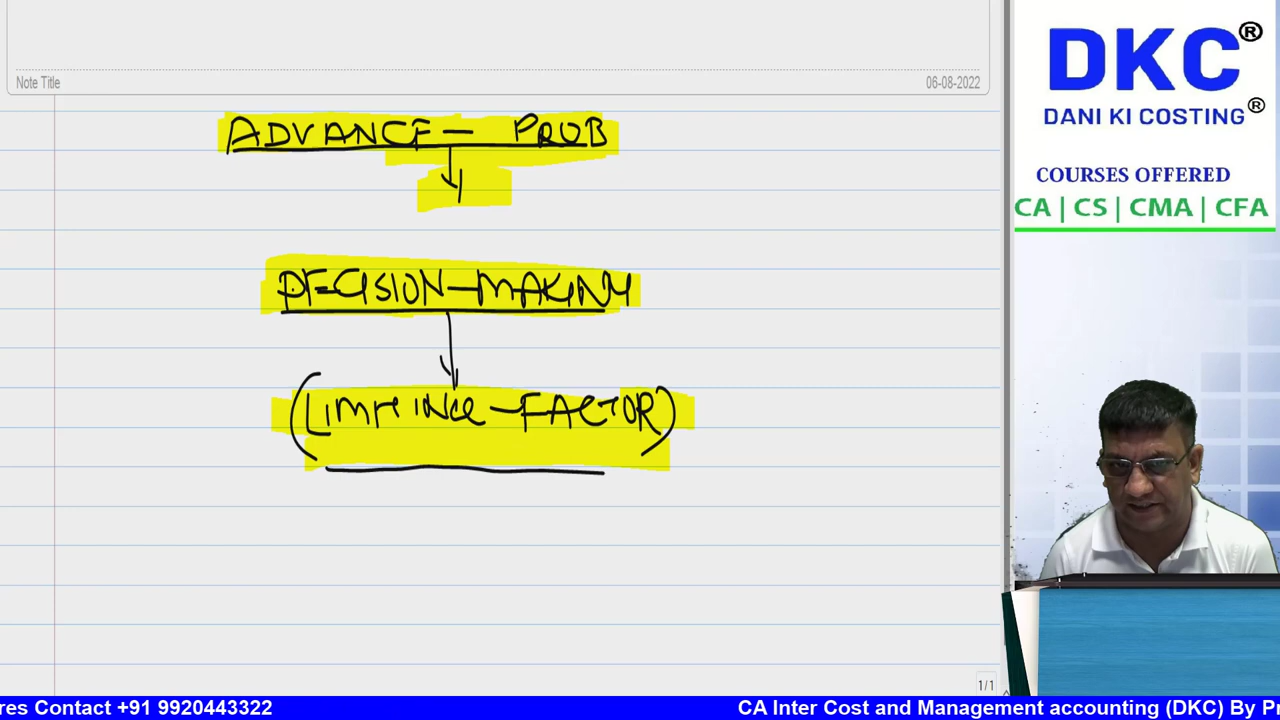 Note Title
06-08-2022
ADVANCE - PROB
DECISION-MAKING
(LIMITING-FACTOR)
1/1
DKC®
DANI KI COSTING®
COURSES OFFERED
CA | CS | CMA | CFA
res Contact +91 9920443322
CA Inter Cost and Management accounting (DKC) By Pr